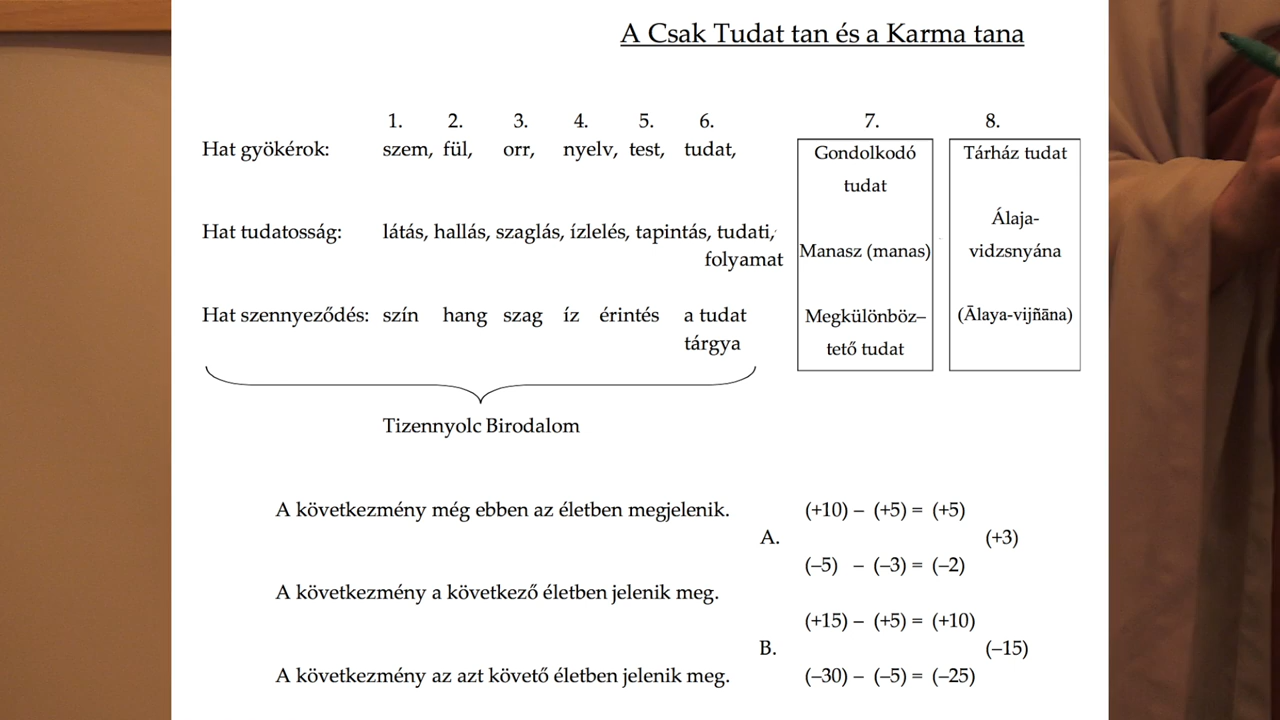 A Csak Tudat tan és a Karma tana
1. 2. 3. 4. 5. 6. 7. 8.
Hat gyökérok: szem, fül, orr, nyelv, test, tudat,
Hat tudatosság: látás, hallás, szaglás, ízlelés, tapintás, tudati,
folyamat
Hat szennyeződés: szín hang szag íz érintés a tudat
tárgya
Tizennyolc Birodalom
Gondolkodó
tudat
Manasz (manas)
Megkülönböz–
tető tudat
Tárház tudat
Álaja-
vidzsnyána
(Ālaya-vijñāna)
A következmény még ebben az életben megjelenik.
A következmény a következő életben jelenik meg.
A következmény az azt követő életben jelenik meg.
(+10) – (+5) = (+5)
A. (+3)
(–5) – (–3) = (–2)
(+15) – (+5) = (+10)
B. (–15)
(–30) – (–5) = (–25)